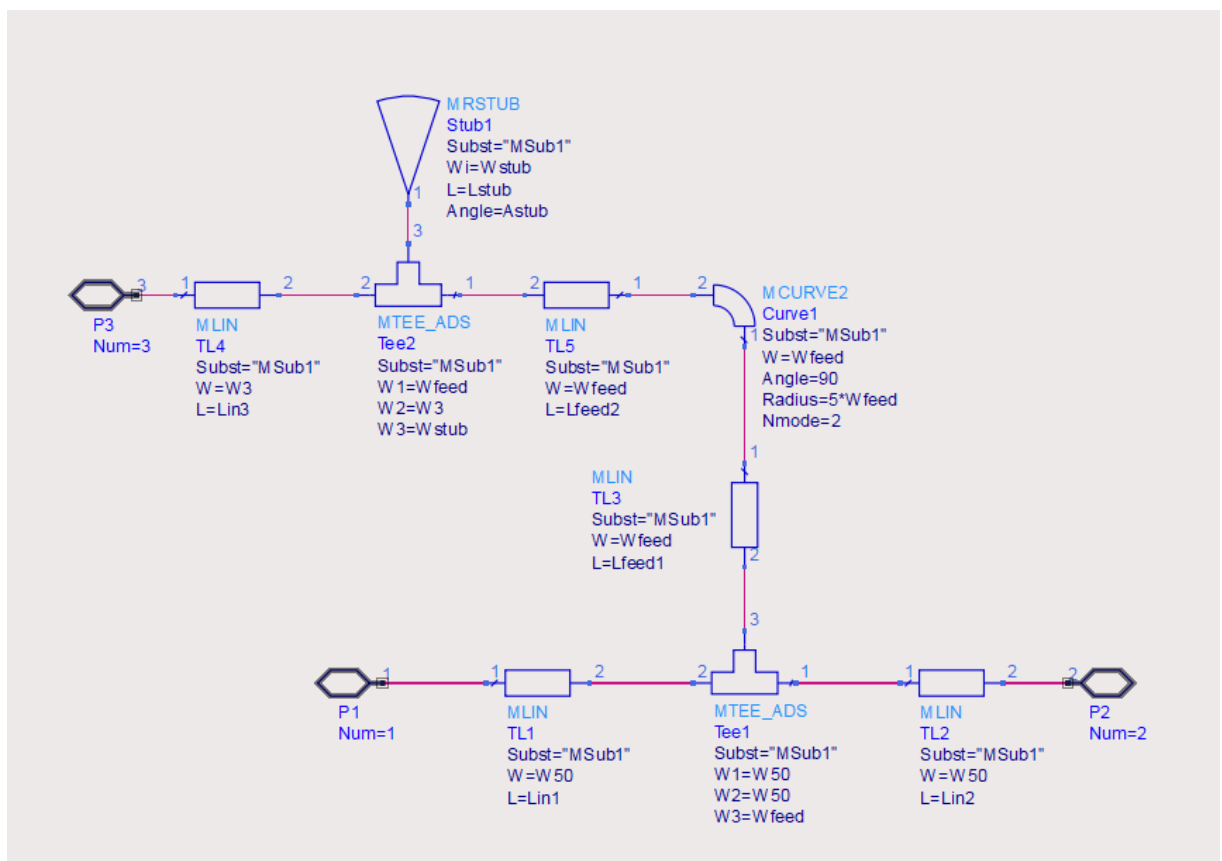 MRSTUB
Stub1
Subst="MSub1"
Wi=Wstub
L=Lstub
Angle=Astub
1
3
3
1
2
2
1
2
1
2
P3
Num=3
MLIN
TL4
Subst="MSub1"
W=W3
L=Lin3
MTEE_ADS
Tee2
Subst="MSub1"
W1=Wfeed
W2=W3
W3=Wstub
MLIN
TL5
Subst="MSub1"
W=Wfeed
L=Lfeed2
MCURVE2
Curve1
1
Subst="MSub1"
W=Wfeed
Angle=90
Radius=5*Wfeed
Nmode=2
1
MLIN
TL3
Subst="MSub1"
W=Wfeed
L=Lfeed1
2
3
1
1
2
2
1
1
2
2
P1
Num=1
MLIN
TL1
Subst="MSub1"
W=W50
L=Lin1
MTEE_ADS
Tee1
Subst="MSub1"
W1=W50
W2=W50
W3=Wfeed
MLIN
TL2
Subst="MSub1"
W=W50
L=Lin2
P2
Num=2